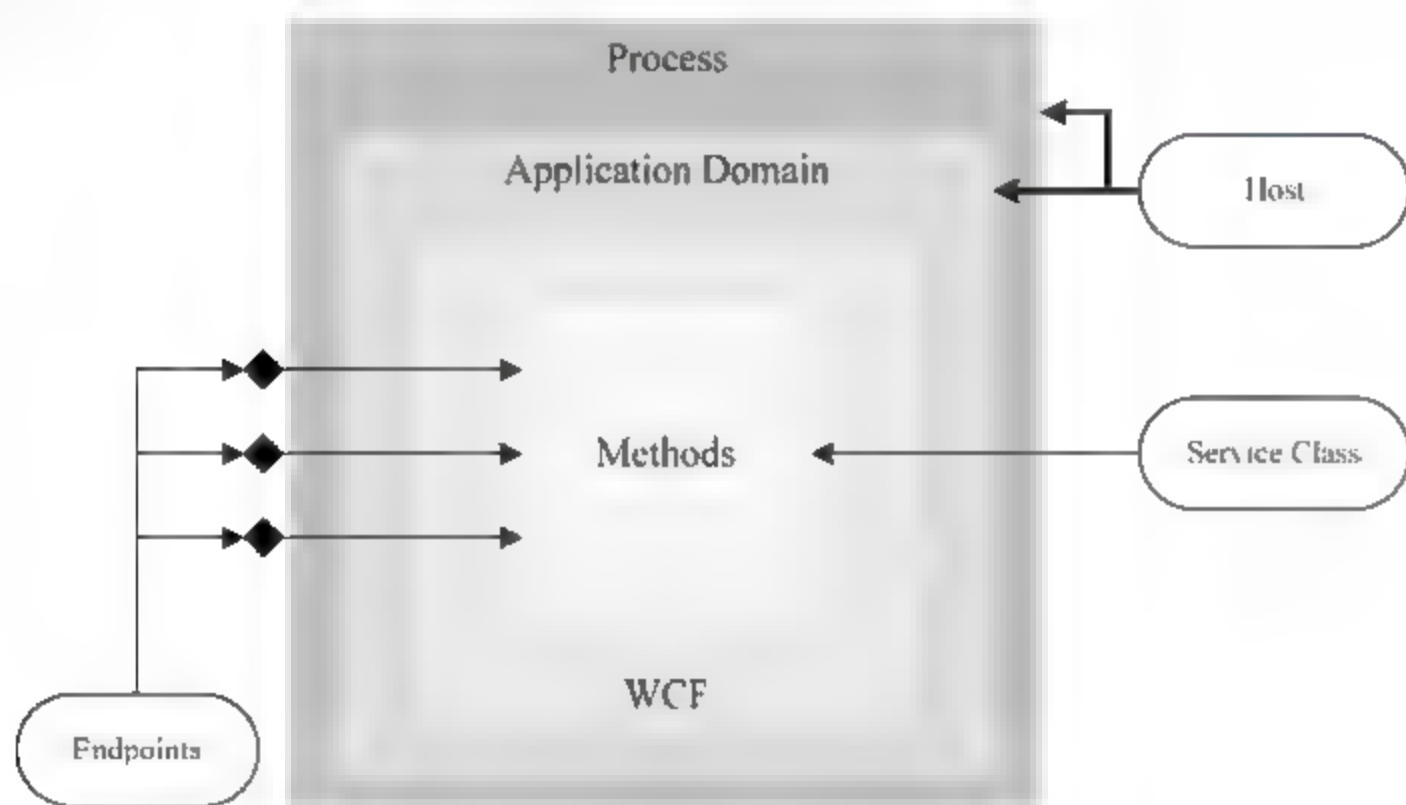 Process
Application Domain
Host
Methods
Service Class
WCF
Endpoints